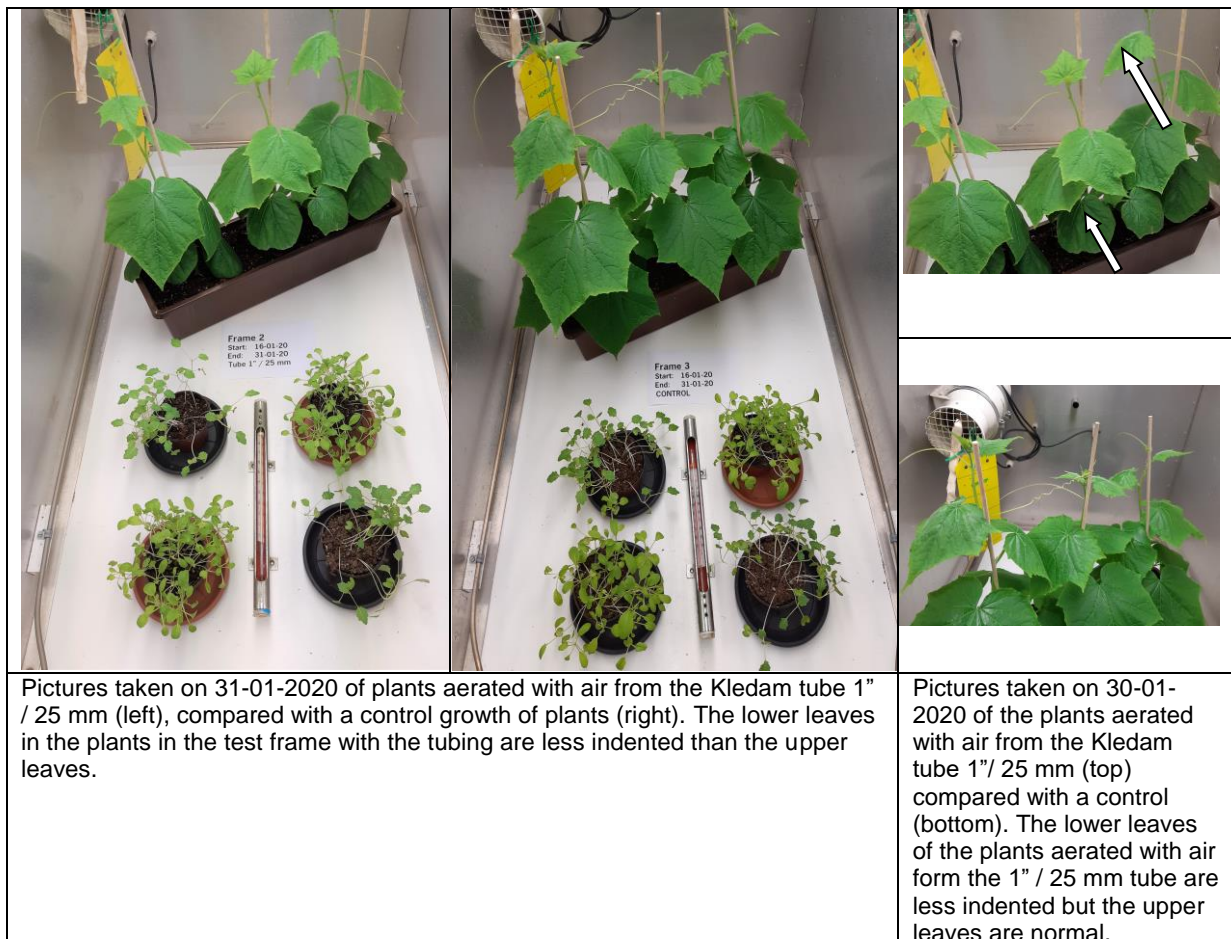 Frame 2
Start: 16-01-20
End: 31-01-20
Tube 1" / 25 mm
Frame 3
Start: 16-01-20
End: 31-01-20
CONTROL
Pictures taken on 31-01-2020 of plants aerated with air from the Kledam tube 1”
/ 25 mm (left), compared with a control growth of plants (right). The lower leaves
in the plants in the test frame with the tubing are less indented than the upper
leaves.
Pictures taken on 30-01-
2020 of the plants aerated
with air from the Kledam
tube 1”/ 25 mm (top)
compared with a control
(bottom). The lower leaves
of the plants aerated with air
form the 1” / 25 mm tube are
less indented but the upper
leaves are normal.